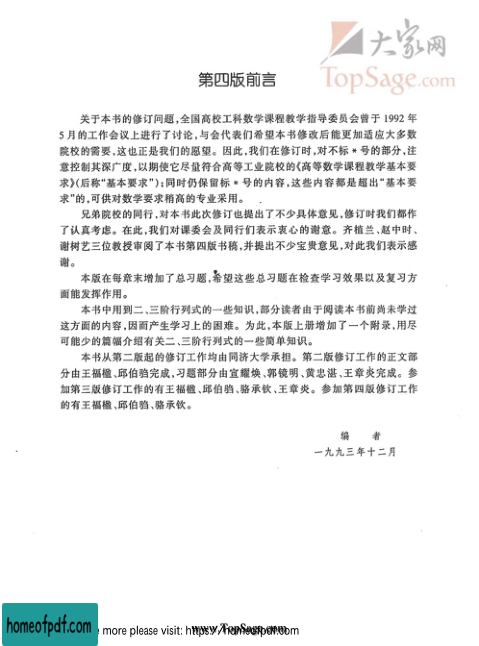 大家网
TopSage.com
第四版前言
关于本书的修订问题,全国高校工科数学课程教学指导委员会曾于 1992
年 5 月的工作会议上进行了讨论,与会代表们希望本书修改后能更加适应大多数
院校的需要,这也正是我们的愿望。因此,我们在修订时,对不标 * 号的部分,注
意控制其深广度,以期使它尽量符合高等工业院校的《高等数学课程教学基本要
求》(后称“基本要求”);同时仍保留标 * 号的内容,这些内容都是超出“基本要
求”的,可供对数学要求稍高的专业采用。
兄弟院校的同行,对本书此次修订也提出了不少具体意见,修订时我们都作
了认真考虑。在此,我们对课委会及同行们表示衷心的谢意。齐植兰、赵中时、
谢树艺三位教授审阅了本书第四版书稿,并提出不少宝贵意见,对此我们表示感
谢。
本版在每章末增加了总习题,希望这些总习题在检查学习效果以及复习方
面能发挥作用。
本书中用到二、三阶行列式的一些知识,部分读者由于阅读本书前尚未学过
这方面的内容,因而产生学习上的困难。为此,本版上册增加了一个附录,用尽
可能少的篇幅介绍有关二、三阶行列式的一些简单知识。
本书从第二版起的修订工作均由同济大学承担。第二版修订工作的正文部
分由王福楹、邱伯驺完成,习题部分由宣耀焕、郭镜明、黄忠湛、王章炎完成。参
加第三版修订工作的有王福楹、邱伯驺、骆承钦、王章炎。参加第四版修订工作
的有王福楹、邱伯驺、骆承钦。
编 者
一九九三年十二月
homeofpdf.com
e more please visit: https://homeofpdf.com
www.TopSage.com